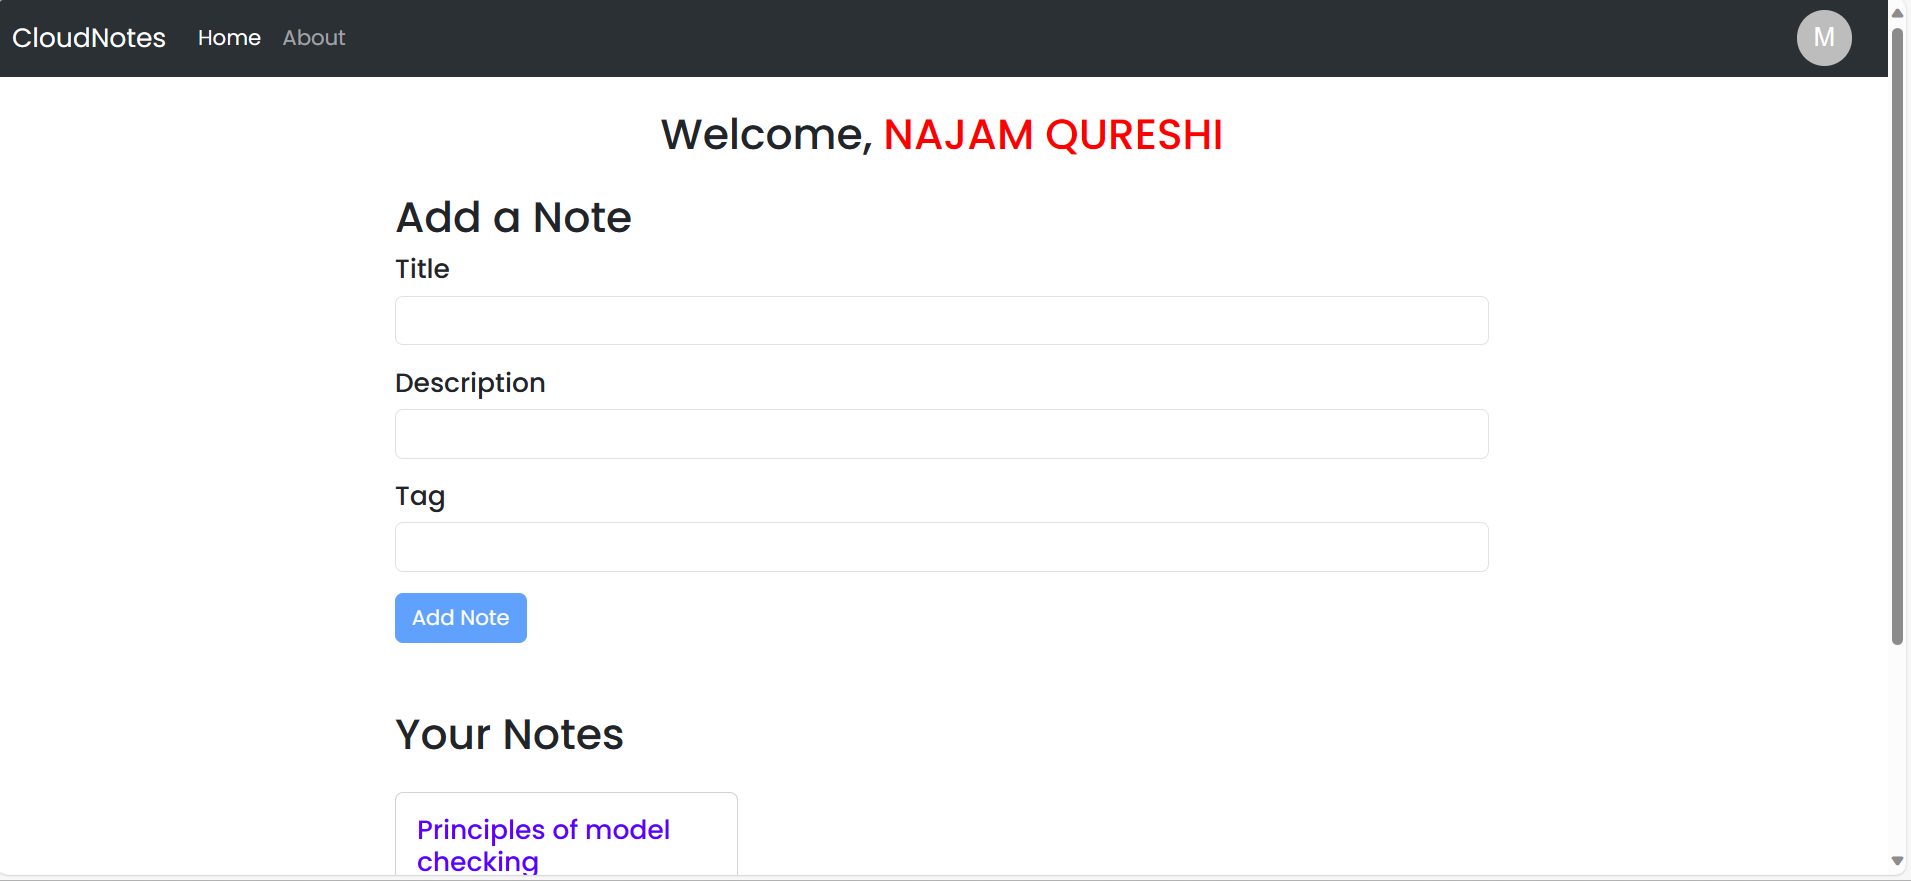 CloudNotes Home About M
Welcome, NAJAM QURESHI
Add a Note
Title
Description
Tag
Add Note
Your Notes
Principles of model
checking